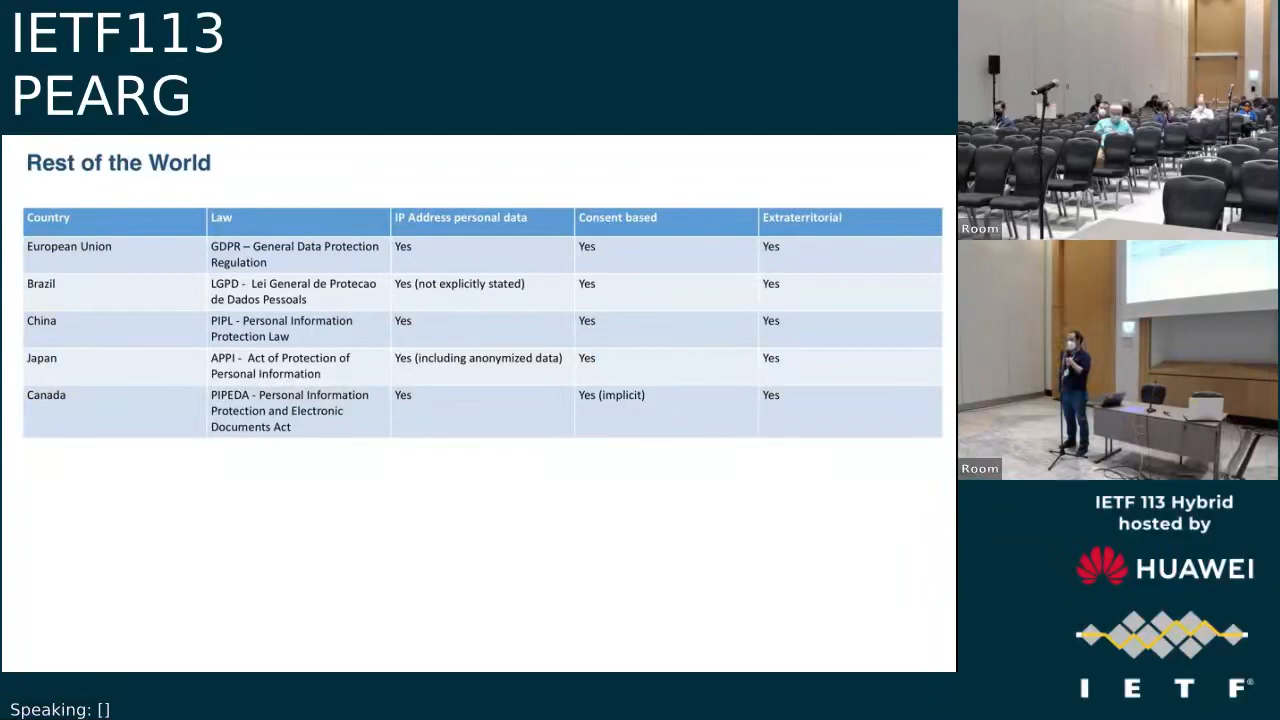 IETF113
PEARG
Rest of the World
Country Law IP Address personal data Consent based Extraterritorial
European Union GDPR – General Data Protection Yes Yes Yes
Regulation
Brazil LGPD - Lei General de Protecao Yes (not explicitly stated) Yes Yes
de Dados Pessoals
China PIPL - Personal Information Yes Yes Yes
Protection Law
Japan APPI - Act of Protection of Yes (including anonymized data) Yes Yes
Personal Information
Canada PIPEDA - Personal Information Yes Yes (implicit) Yes
Protection and Electronic
Documents Act
Room
Room
IETF 113 Hybrid
hosted by
HUAWEI
I E T F®
Speaking: []